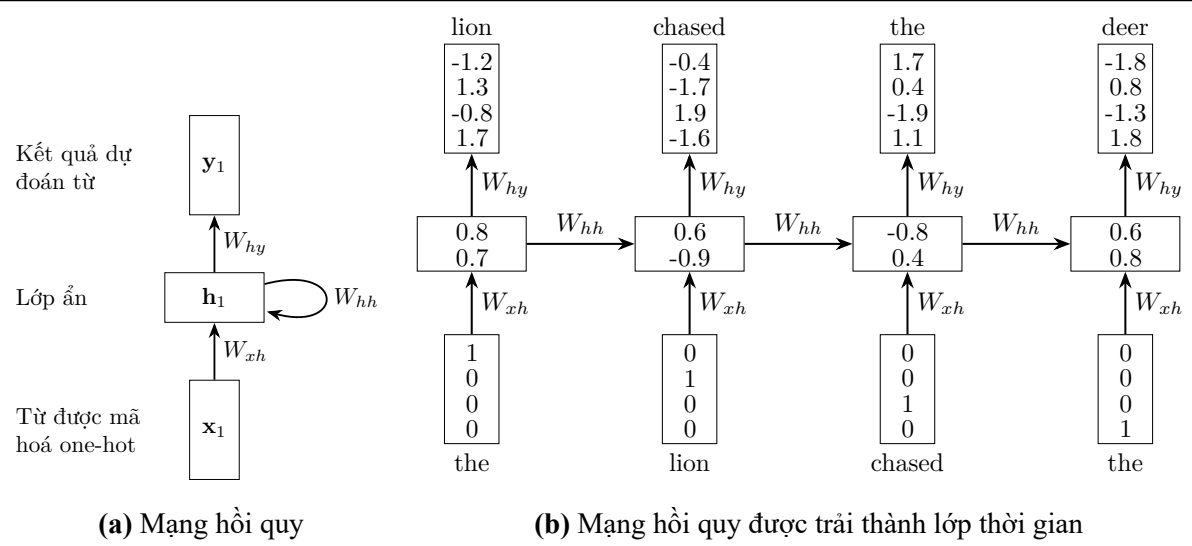 Kết quả dự
đoán từ
y1
Why
Lớp ẩn
h1
Whh
Wxh
Từ được mã
hoá one-hot
x1
(a) Mạng hồi quy
lion chased the deer
-1.2 -0.4 1.7 -1.8
1.3 -1.7 0.4 0.8
-0.8 1.9 -1.9 -1.3
1.7 -1.6 1.1 1.8
Why Why Why Why
0.8 Whh 0.6 Whh -0.8 Whh 0.6
0.7 -0.9 0.4 0.8
Wxh Wxh Wxh Wxh
1 0 0 0
0 1 0 0
0 0 1 0
0 0 0 1
the lion chased the
(b) Mạng hồi quy được trải thành lớp thời gian